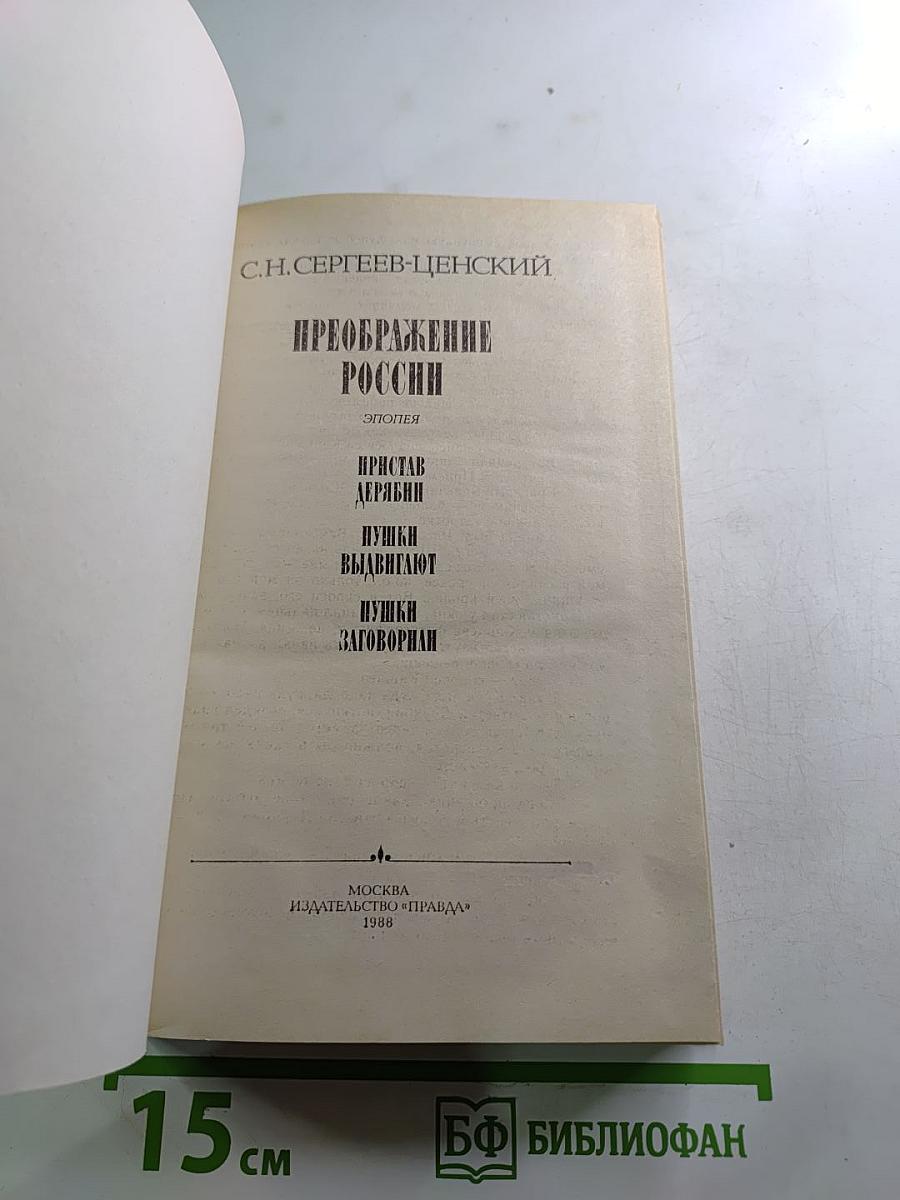 С.Н. СЕРГЕЕВ-ЦЕНСКИЙ
ПРЕОБРАЖЕНИЕ
РОССИИ
ЭПОПЕЯ
ПРИСТАВ
ДЕРЯБИН
ПУШКИ
ВЫДВИГАЮТ
ПУШКИ
ЗАГОВОРИЛИ
МОСКВА
ИЗДАТЕЛЬСТВО «ПРАВДА»
1988
15 см
БФ БИБЛИОФАН